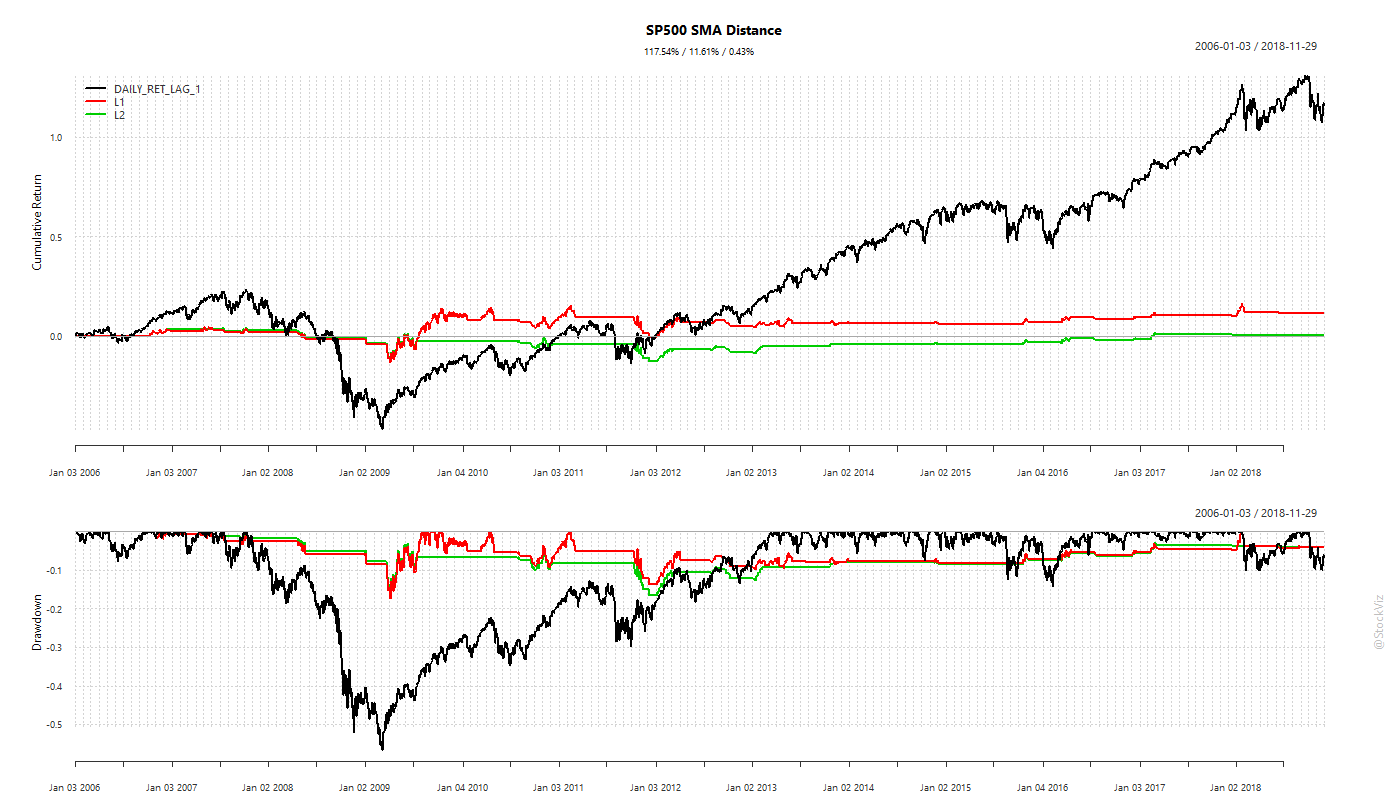 SP500 SMA Distance
117.54% / 11.61% / 0.43%
2006-01-03 / 2018-11-29
DAILY_RET_LAG_1
L1
L2
Cumulative Return
1.0
0.5
0.0
Jan 03 2006 Jan 03 2007 Jan 02 2008 Jan 02 2009 Jan 04 2010 Jan 03 2011 Jan 03 2012 Jan 02 2013 Jan 02 2014 Jan 02 2015 Jan 04 2016 Jan 03 2017 Jan 02 2018
2006-01-03 / 2018-11-29
Drawdown
-0.1
-0.2
-0.3
-0.4
-0.5
Jan 03 2006 Jan 03 2007 Jan 02 2008 Jan 02 2009 Jan 04 2010 Jan 03 2011 Jan 03 2012 Jan 02 2013 Jan 02 2014 Jan 02 2015 Jan 04 2016 Jan 03 2017 Jan 02 2018
@StockViz